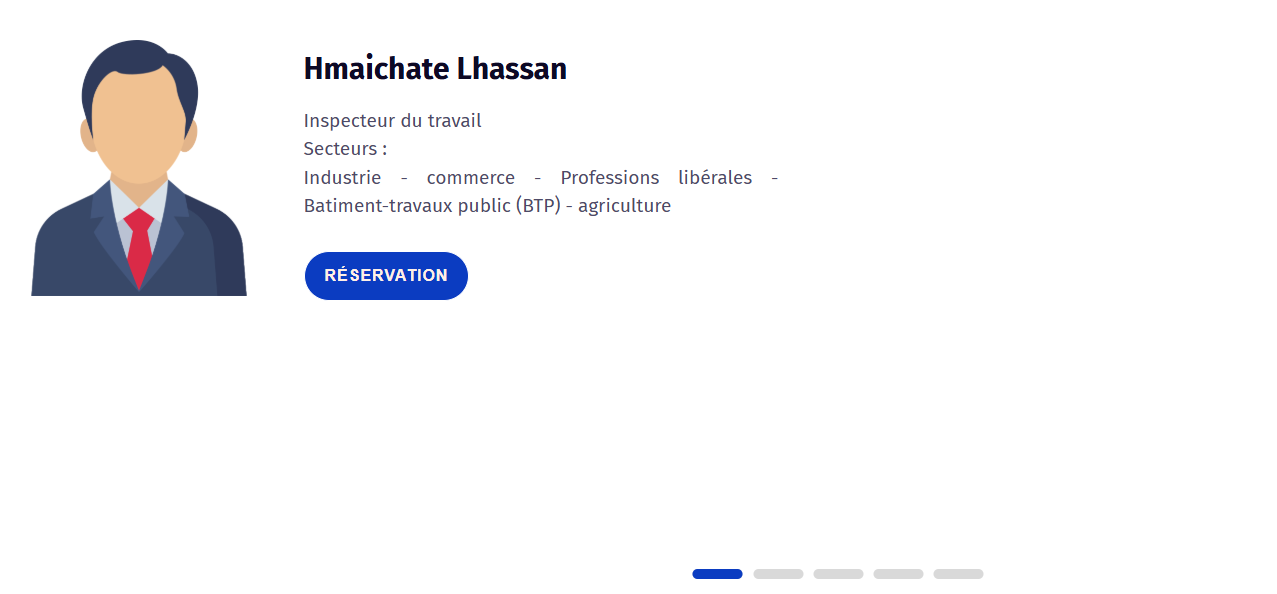 Hmaichate Lhassan
Inspecteur du travail
Secteurs :
Industrie - commerce - Professions libérales -
Batiment-travaux public (BTP) - agriculture
RÉSERVATION